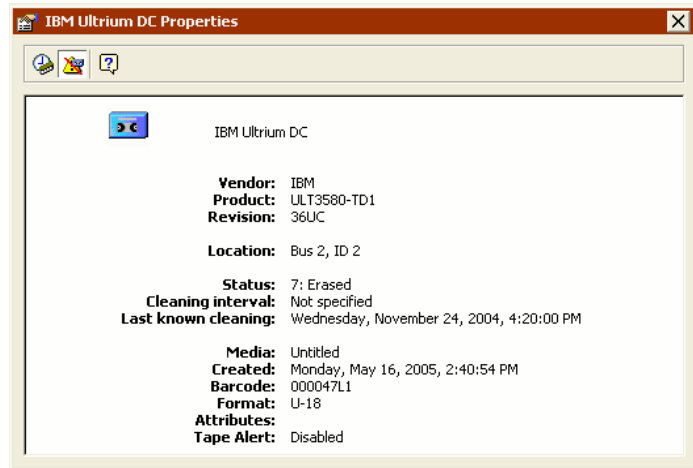 IBM Ultrium DC Properties
IBM Ultrium DC
Vendor: IBM
Product: ULT3580-TD1
Revision: 36UC
Location: Bus 2, ID 2
Status: 7: Erased
Cleaning interval: Not specified
Last known cleaning: Wednesday, November 24, 2004, 4:20:00 PM
Media: Untitled
Created: Monday, May 16, 2005, 2:40:54 PM
Barcode: 000047L1
Format: U-18
Attributes:
Tape Alert: Disabled